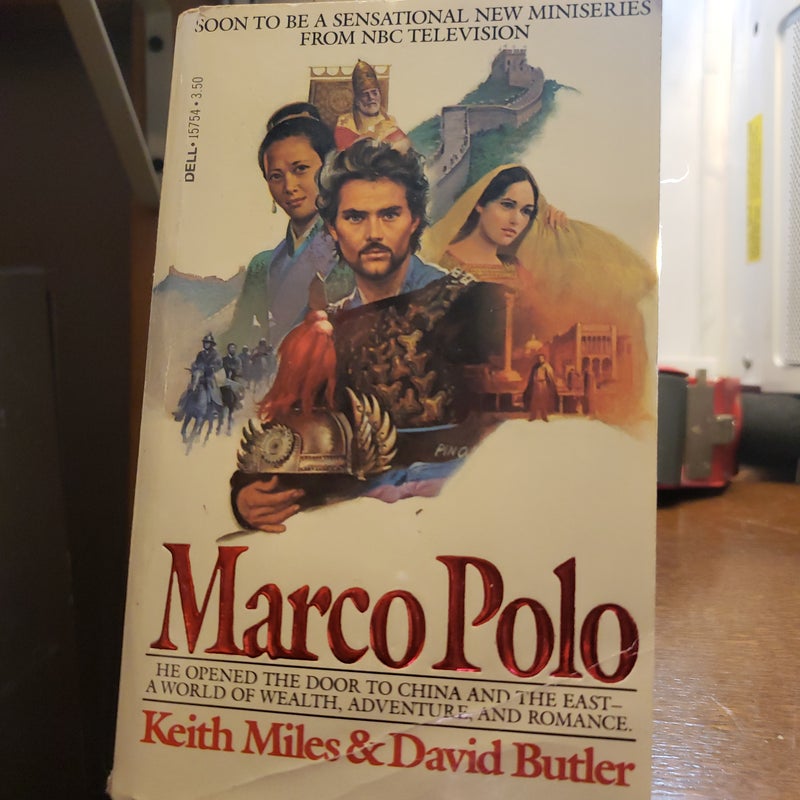 SOON TO BE A SENSATIONAL NEW MINISERIES
FROM NBC TELEVISION
DELL • 15754 • 3.50
PINO
Marco Polo
HE OPENED THE DOOR TO CHINA AND THE EAST–
A WORLD OF WEALTH, ADVENTURE, AND ROMANCE.
Keith Miles & David Butler